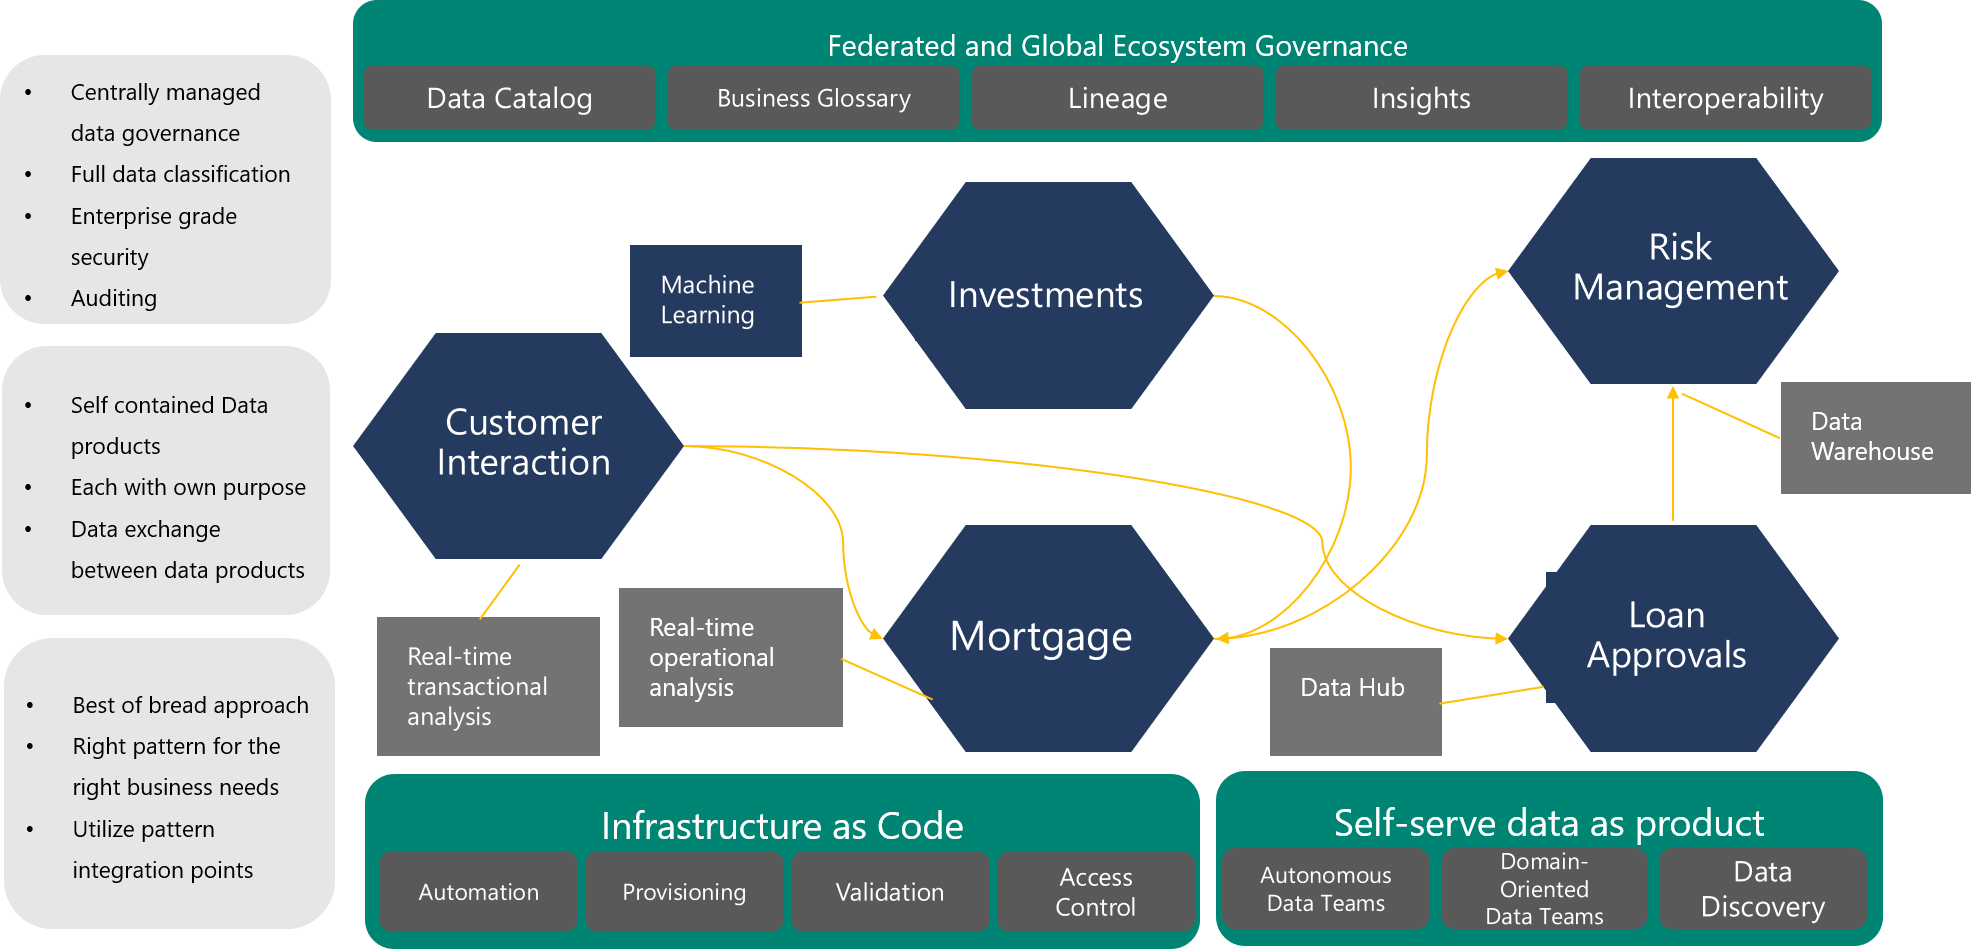 Federated and Global Ecosystem Governance
Data Catalog
Business Glossary
Lineage
Insights
Interoperability
• Centrally managed
data governance
• Full data classification
• Enterprise grade
security
• Auditing
• Self contained Data
products
• Each with own purpose
• Data exchange
between data products
• Best of bread approach
• Right pattern for the
right business needs
• Utilize pattern
integration points
Machine
Learning
Investments
Risk
Management
Customer
Interaction
Data
Warehouse
Real-time
transactional
analysis
Real-time
operational
analysis
Mortgage
Data Hub
Loan
Approvals
Infrastructure as Code
Automation
Provisioning
Validation
Access
Control
Self-serve data as product
Autonomous
Data Teams
Domain-
Oriented
Data Teams
Data
Discovery